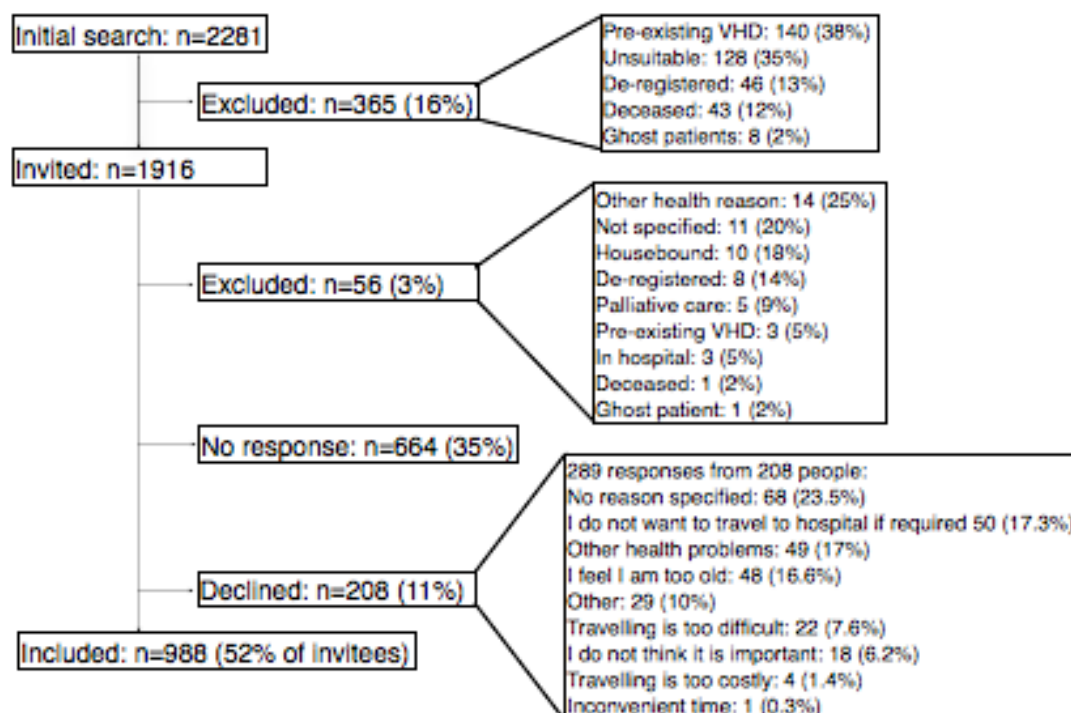 Initial search: n=2281
Excluded: n=365 (16%)
Pre-existing VHD: 140 (38%)
Unsuitable: 128 (35%)
De-registered: 46 (13%)
Deceased: 43 (12%)
Ghost patients: 8 (2%)
Invited: n=1916
Excluded: n=56 (3%)
Other health reason: 14 (25%)
Not specified: 11 (20%)
Housebound: 10 (18%)
De-registered: 8 (14%)
Palliative care: 5 (9%)
Pre-existing VHD: 3 (5%)
In hospital: 3 (5%)
Deceased: 1 (2%)
Ghost patient: 1 (2%)
No response: n=664 (35%)
Declined: n=208 (11%)
289 responses from 208 people:
No reason specified: 68 (23.5%)
I do not want to travel to hospital if required 50 (17.3%)
Other health problems: 49 (17%)
I feel I am too old: 48 (16.6%)
Other: 29 (10%)
Travelling is too difficult: 22 (7.6%)
I do not think it is important: 18 (6.2%)
Travelling is too costly: 4 (1.4%)
Inconvenient time: 1 (0.3%)
Included: n=988 (52% of invitees)